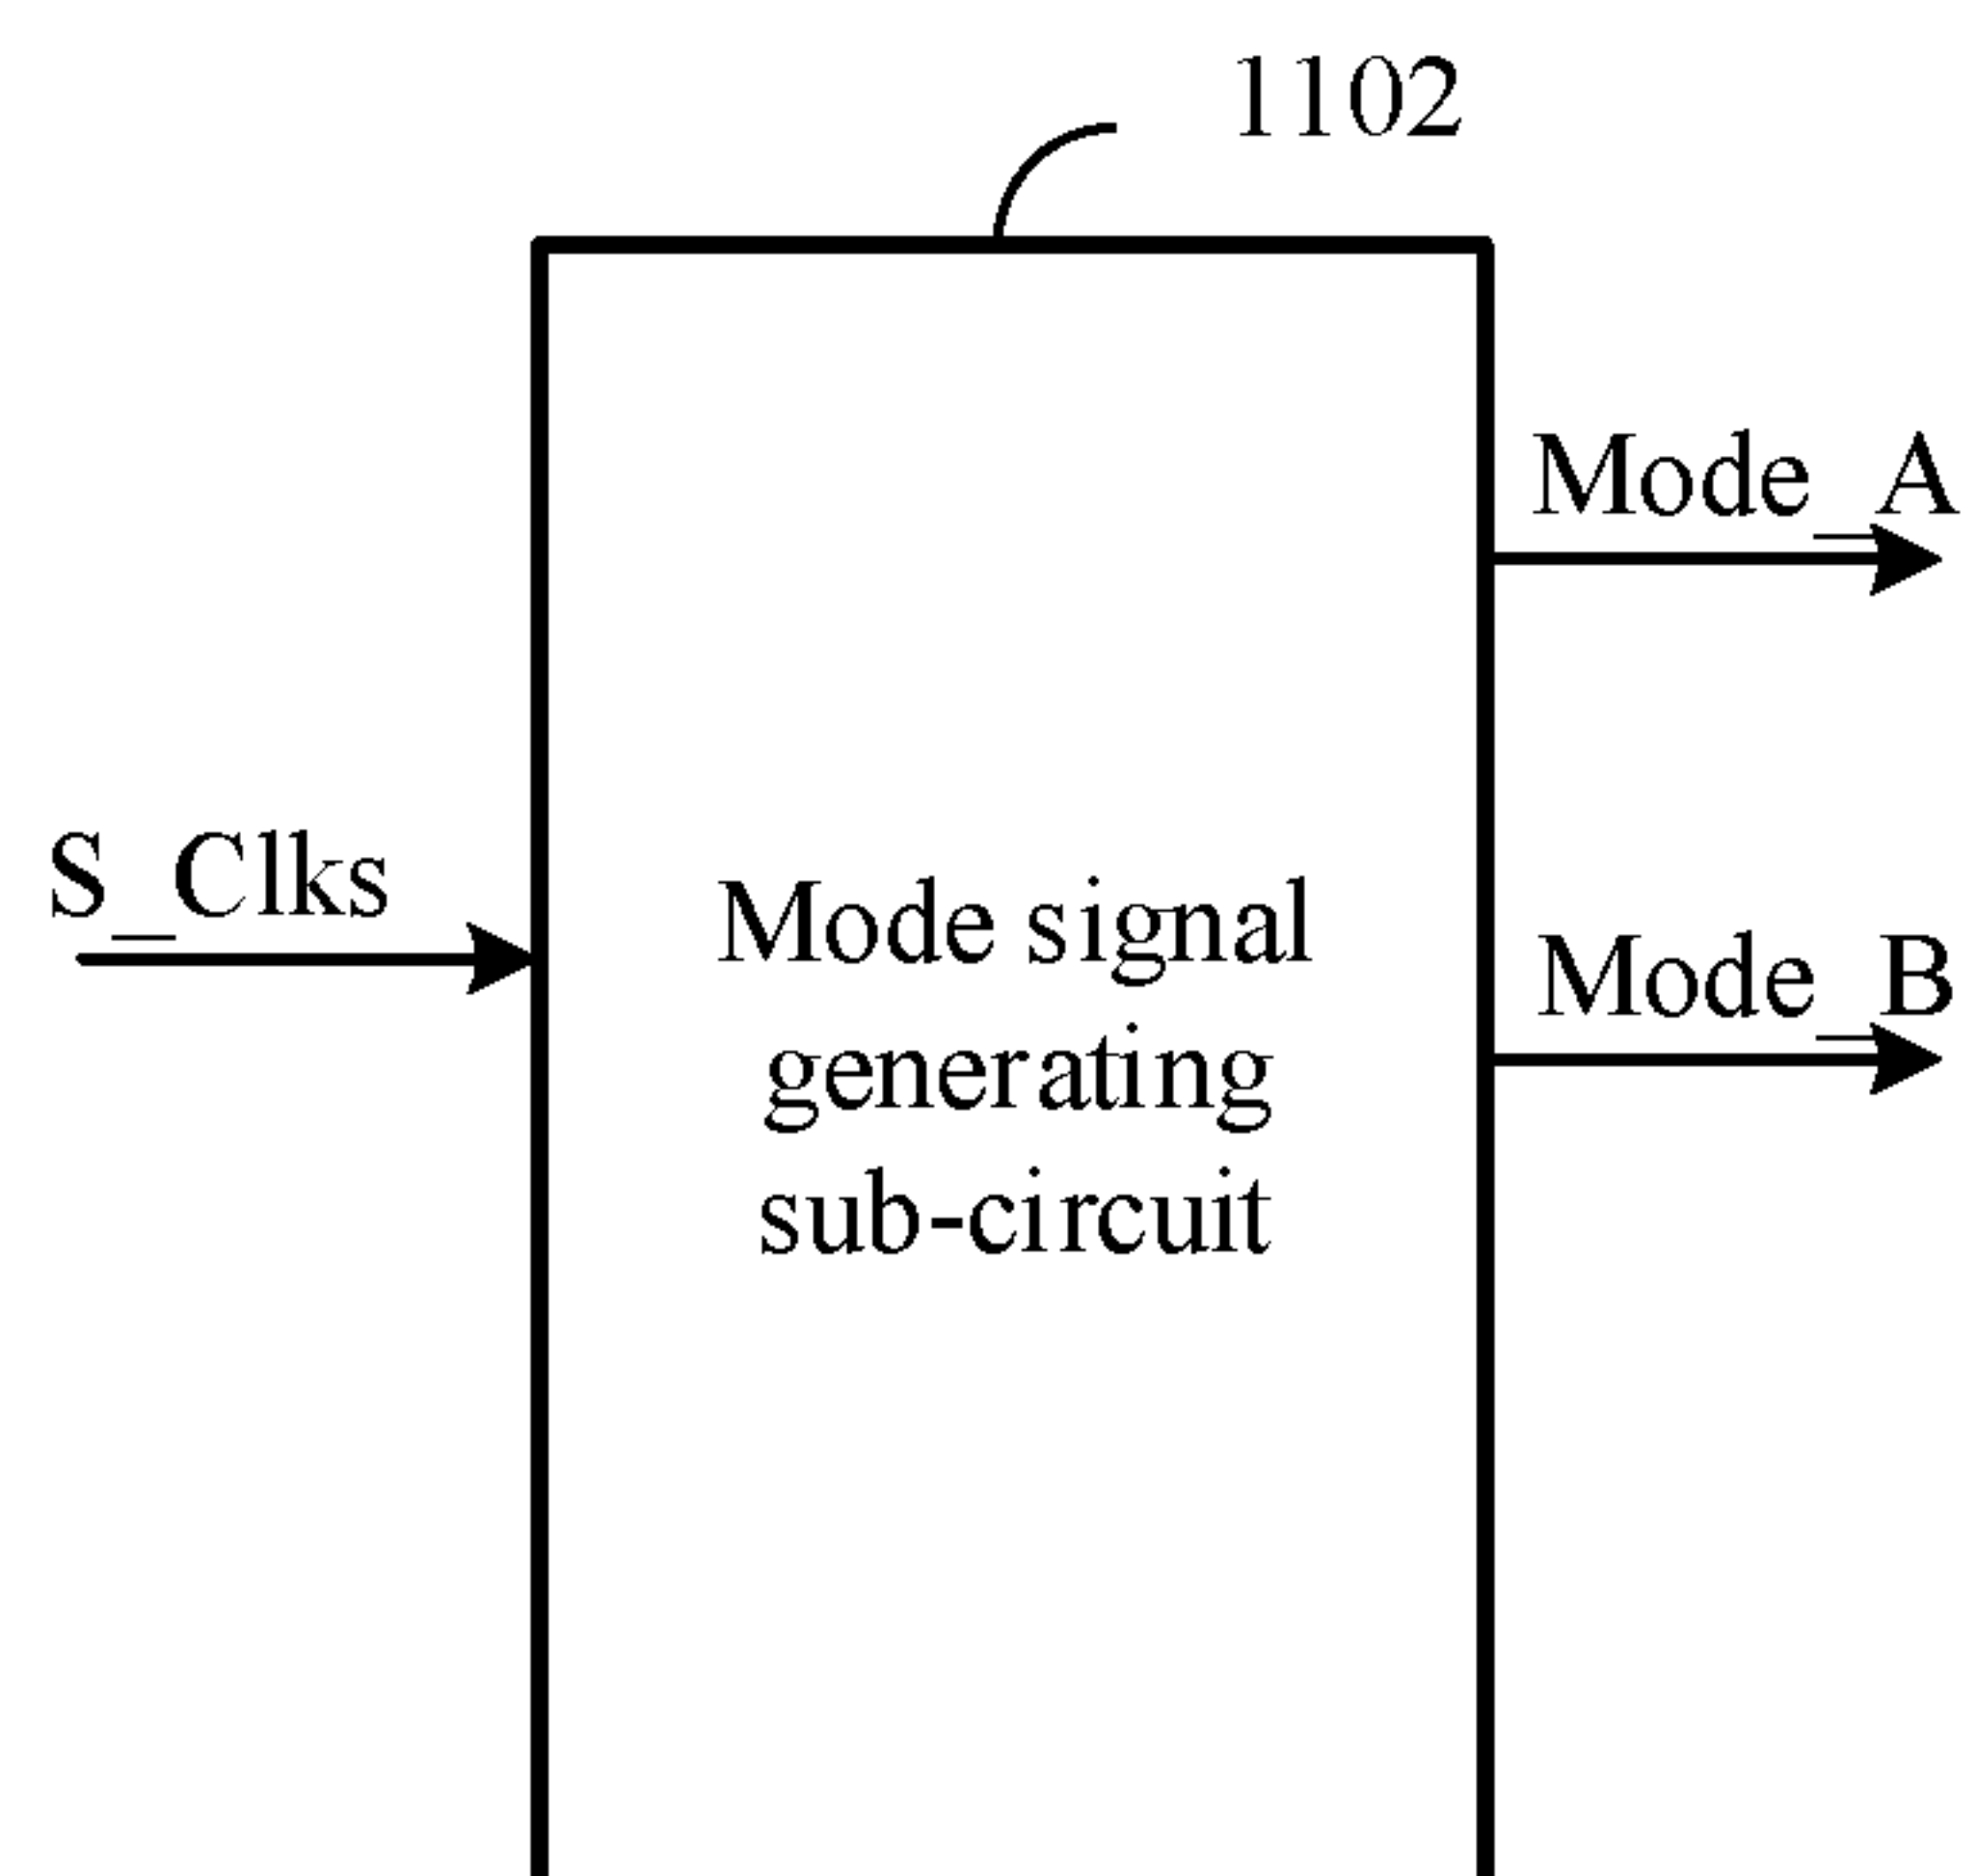 1102
Mode_A
S_Clks
Mode signal
generating
sub-circuit
Mode_B